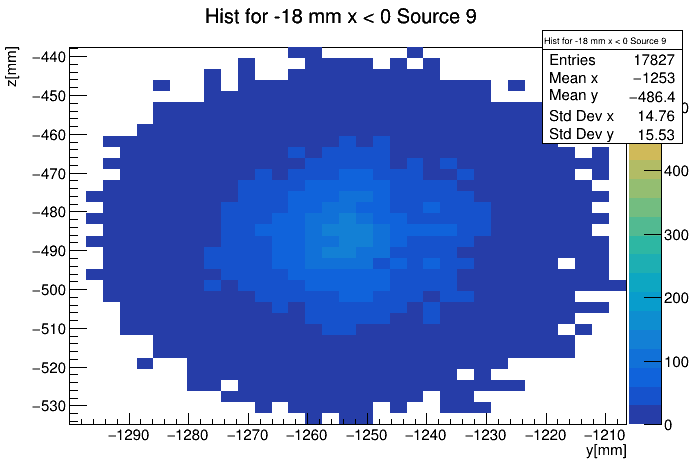 Hist for -18 mm x < 0 Source 9
z[mm]
Hist for -18 mm x < 0 Source 9
Entries 17827
Mean x −1253
Mean y −486.4
Std Dev x 14.76
Std Dev y 15.53
−440
−450
−460
−470
−480
−490
−500
−510
−520
−530
0
400
300
200
100
0
−1290 −1280 −1270 −1260 −1250 −1240 −1230 −1220 −1210
y[mm]